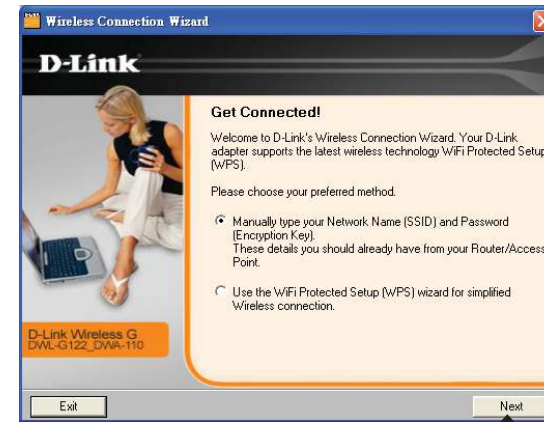 Wireless Connection Wizard
D-Link
Get Connected!
Welcome to D-Link's Wireless Connection Wizard. Your D-Link
adapter supports the latest wireless technology WiFi Protected Setup
(WPS).
Please choose your preferred method.
Manually type your Network Name (SSID) and Password
(Encryption Key).
These details you should already have from your Router/Access
Point.
Use the WiFi Protected Setup (WPS) wizard for simplified
Wireless connection.
D-Link Wireless G
DWL-G122_DWA-110
Exit
Next